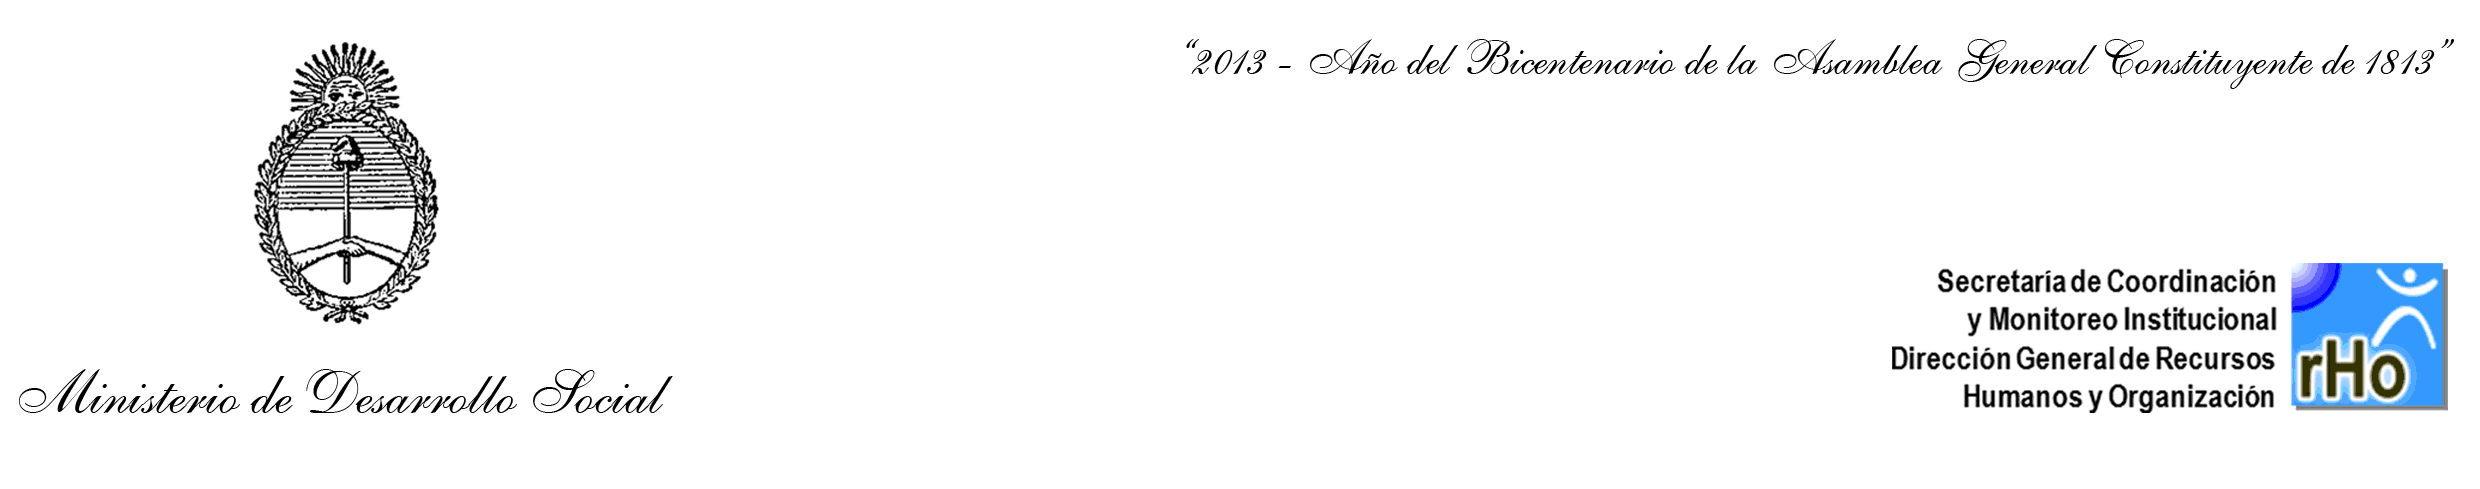 “2013 - Año del Bicentenario de la Asamblea General Constituyente de 1813”
Secretaría de Coordinación
y Monitoreo Institucional
Dirección General de Recursos
Humanos y Organización
rHo
Ministerio de Desarrollo Social